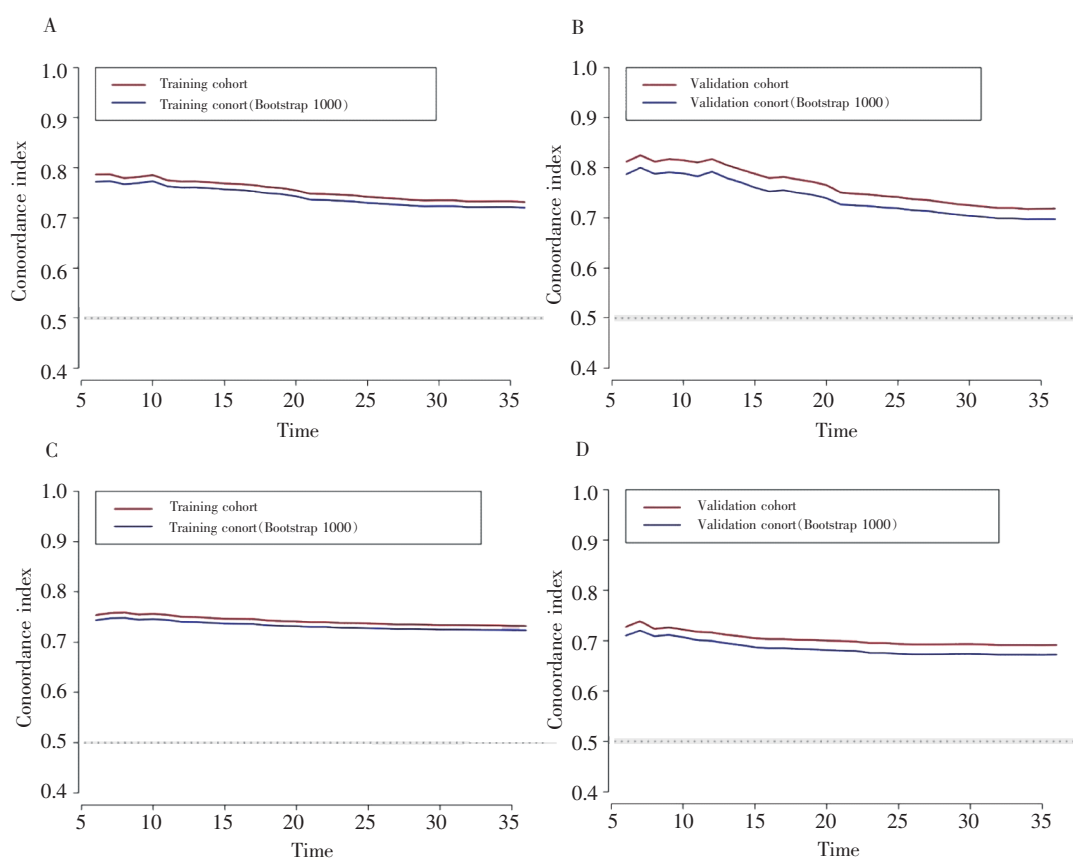 A
Training cohort
Training conort(Bootstrap 1000)
Conoordance index
1.0
0.9
0.8
0.7
0.6
0.5
0.4
5 10 15 20 25 30 35
Time
B
Validation cohort
Validation conort(Bootstrap 1000)
Conoordance index
1.0
0.9
0.8
0.7
0.6
0.5
0.4
5 10 15 20 25 30 35
Time
C
Training cohort
Training conort(Bootstrap 1000)
Conoordance index
1.0
0.9
0.8
0.7
0.6
0.5
0.4
5 10 15 20 25 30 35
Time
D
Validation cohort
Validation conort(Bootstrap 1000)
Conoordance index
1.0
0.9
0.8
0.7
0.6
0.5
0.4
5 10 15 20 25 30 35
Time